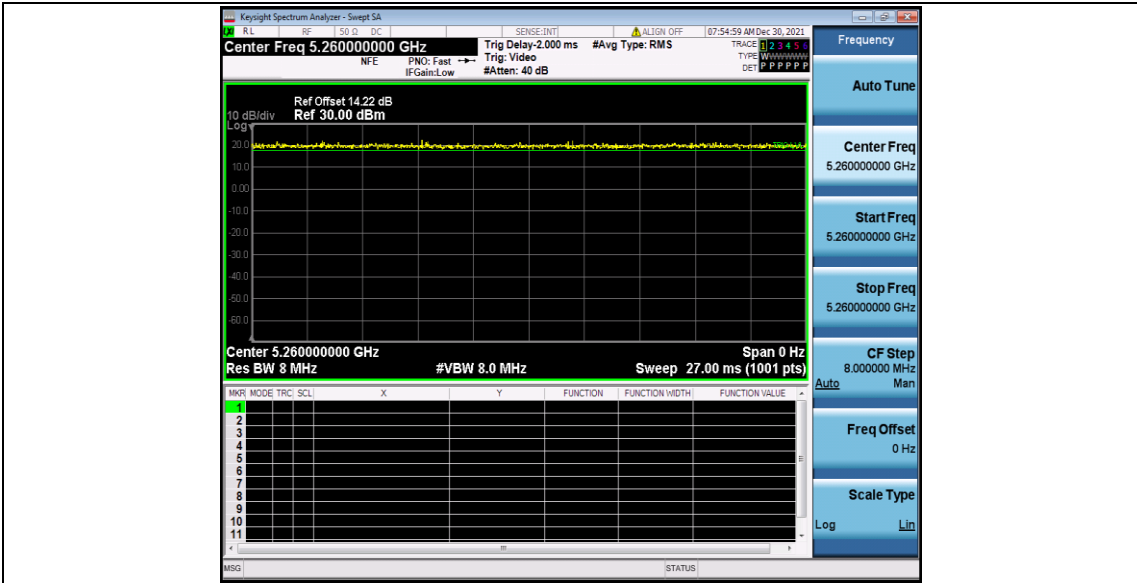 Keysight Spectrum Analyzer - Swept SA
RL RF 50 Ω DC SENSE:INT ALIGN OFF 07:54:59 AM Dec 30, 2021
Center Freq 5.260000000 GHz
NFE
PNO: Fast
IFGain:Low
Trig Delay-2.000 ms
Trig: Video
#Atten: 40 dB
#Avg Type: RMS
TRACE 1 2 3 4 5 6
TYPE WWWWWW
DET P P P P P P
Ref Offset 14.22 dB
10 dB/div Ref 30.00 dBm
Log
20.0
10.0
0.00
-10.0
-20.0
-30.0
-40.0
-50.0
-60.0
Center 5.260000000 GHz Span 0 Hz
Res BW 8 MHz #VBW 8.0 MHz Sweep 27.00 ms (1001 pts)
MKR MODE TRC SCL X Y FUNCTION FUNCTION WIDTH FUNCTION VALUE
1
2
3
4
5
6
7
8
9
10
11
MSG STATUS
Frequency
Auto Tune
Center Freq
5.260000000 GHz
Start Freq
5.260000000 GHz
Stop Freq
5.260000000 GHz
CF Step
8.000000 MHz
Auto Man
Freq Offset
0 Hz
Scale Type
Log Lin